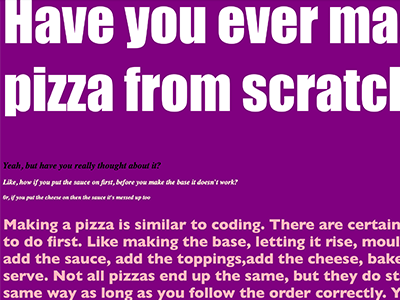 Have you ever ma
pizza from scratch
Yeah, but have you really thought about it?
Like, how if you put the sauce on first, before you make the base it doesn't work?
Or, if you put the cheese on then the sauce it's messed up too
Making a pizza is similar to coding. There are certain
to do first. Like making the base, letting it rise, moul
add the sauce, add the toppings,add the cheese, bake
serve. Not all pizzas end up the same, but they do st
same way as long as you follow the order correctly. Y